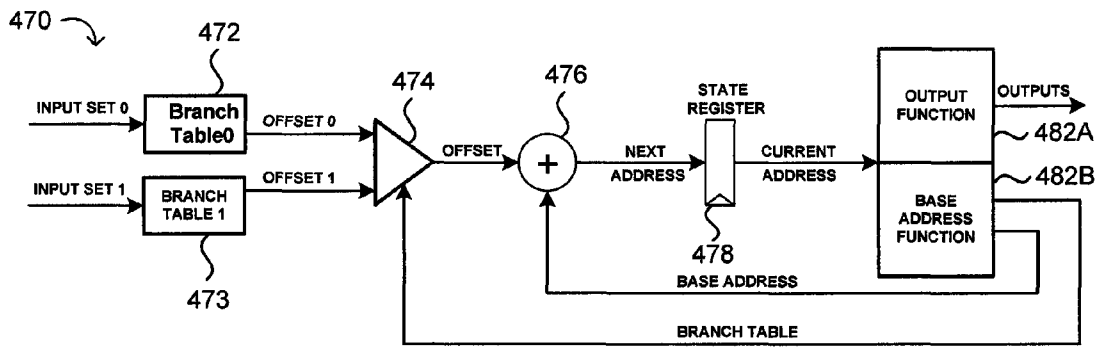 470
472
474
476
STATE
REGISTER
INPUT SET 0
Branch
Table0
OFFSET 0
OUTPUT
FUNCTION
OUTPUTS
482A
OFFSET
+
NEXT
ADDRESS
CURRENT
ADDRESS
482B
INPUT SET 1
BRANCH
TABLE 1
OFFSET 1
BASE
ADDRESS
FUNCTION
473
478
BASE ADDRESS
BRANCH TABLE